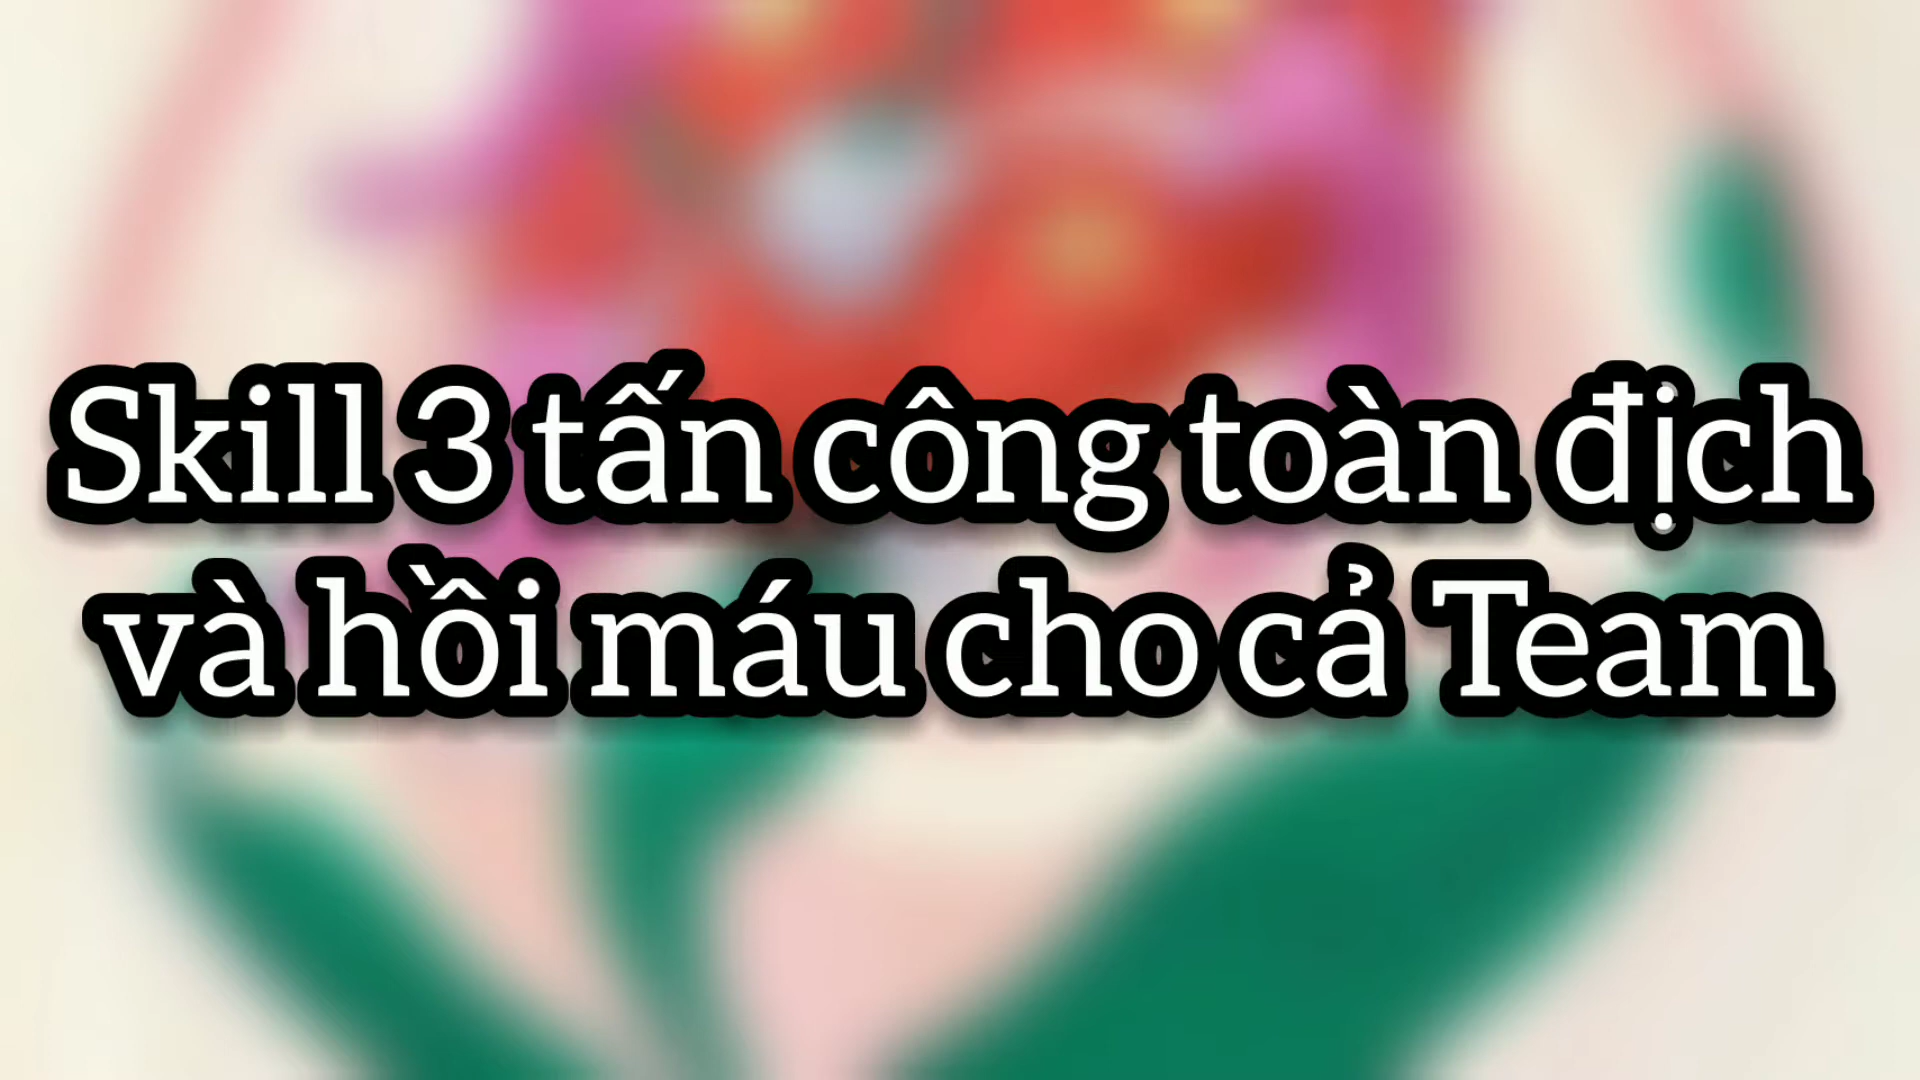 Skill 3 tấn công toàn địch
và hồi máu cho cả Team